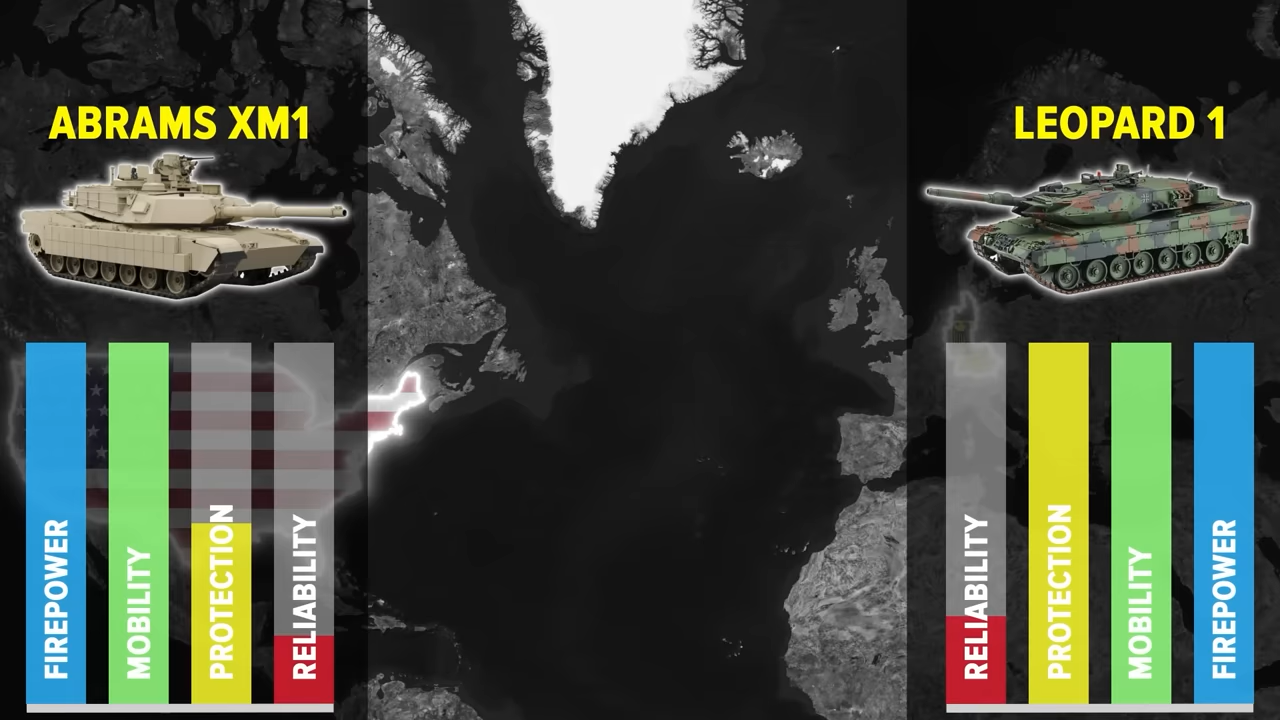 ABRAMS XM1
LEOPARD 1
FIREPOWER
MOBILITY
PROTECTION
RELIABILITY
RELIABILITY
PROTECTION
MOBILITY
FIREPOWER